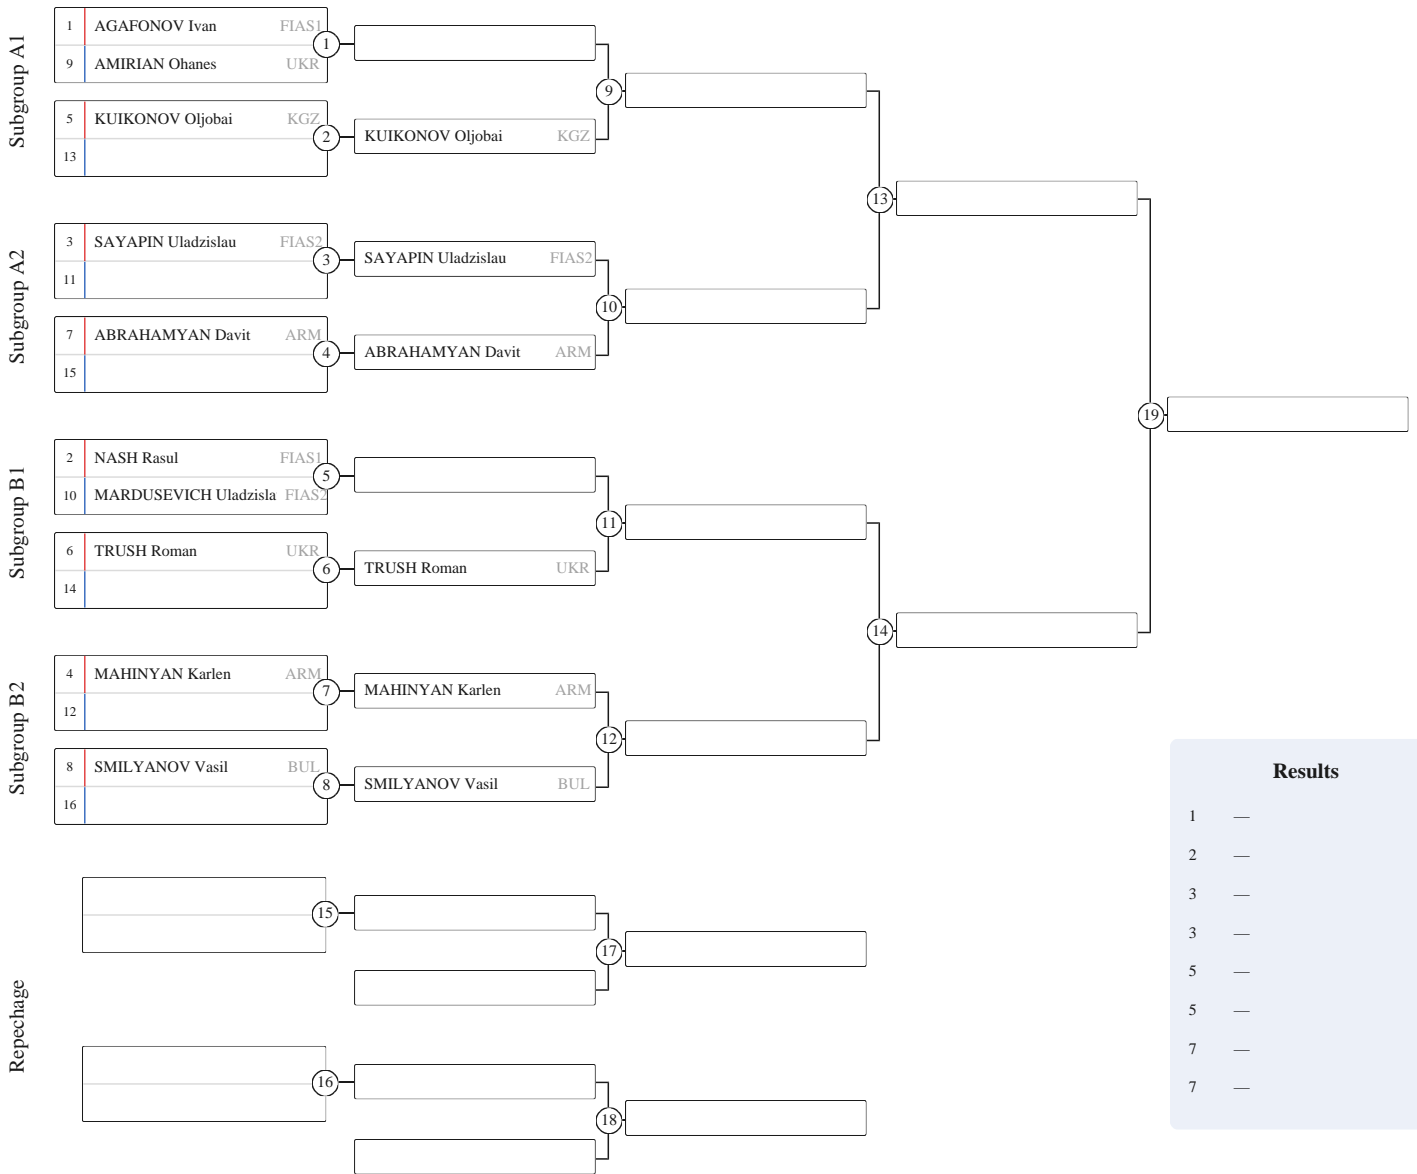 Subgroup A1
1 AGAFONOV Ivan FIAS1
9 AMIRIAN Ohanes UKR
1
5 KUIKONOV Oljobai KGZ
13
2
KUIKONOV Oljobai KGZ
9
Subgroup A2
3 SAYAPIN Uladzislau FIAS2
11
3
SAYAPIN Uladzislau FIAS2
7 ABRAHAMYAN Davit ARM
15
4
ABRAHAMYAN Davit ARM
10
13
Subgroup B1
2 NASH Rasul FIAS1
10 MARDUSEVICH Uladzisla FIAS2
5
6 TRUSH Roman UKR
14
6
TRUSH Roman UKR
11
Subgroup B2
4 MAHINYAN Karlen ARM
12
7
MAHINYAN Karlen ARM
8 SMILYANOV Vasil BUL
16
8
SMILYANOV Vasil BUL
12
14
19
Repechage
15
17
16
18
Results
1 —
2 —
3 —
3 —
5 —
5 —
7 —
7 —